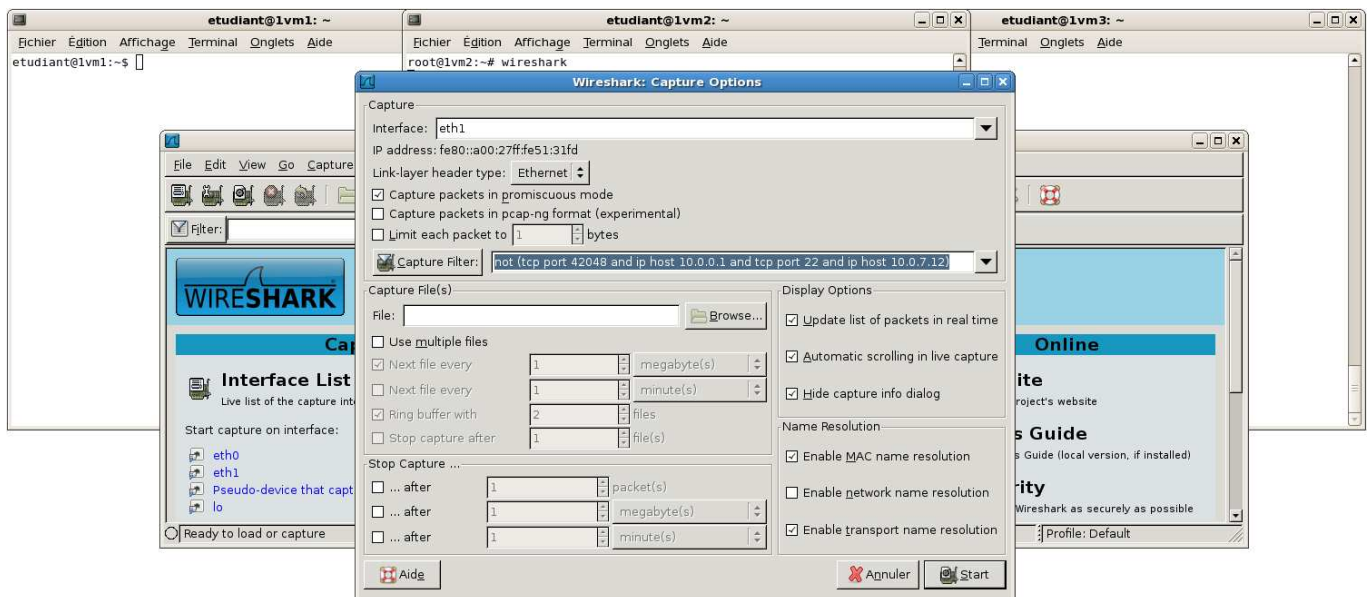 etudiant@1vm1: ~
Fichier Édition Affichage Terminal Onglets Aide
etudiant@1vm1:~$
etudiant@1vm2: ~
Fichier Édition Affichage Terminal Onglets Aide
root@1vm2:~# wireshark
etudiant@1vm3: ~
Terminal Onglets Aide
File Edit View Go Capture
Filter:
WIRESHARK
Cap
Interface List
Live list of the capture int
Start capture on interface:
eth0
eth1
Pseudo-device that capt
lo
Ready to load or capture
Wireshark: Capture Options
Capture
Interface: eth1
IP address: fe80::a00:27ff:fe51:31fd
Link-layer header type: Ethernet
Capture packets in promiscuous mode
Capture packets in pcap-ng format (experimental)
Limit each packet to 1 bytes
Capture Filter: not (tcp port 42048 and ip host 10.0.0.1 and tcp port 22 and ip host 10.0.7.12)
Capture File(s)
File: Browse...
Use multiple files
Next file every 1 megabyte(s)
Next file every 1 minute(s)
Ring buffer with 2 files
Stop capture after 1 file(s)
Stop Capture ...
... after 1 packet(s)
... after 1 megabyte(s)
... after 1 minute(s)
Display Options
Update list of packets in real time
Automatic scrolling in live capture
Hide capture info dialog
Name Resolution
Enable MAC name resolution
Enable network name resolution
Enable transport name resolution
Aide
Annuler
Start
Online
ite
roject's website
s Guide
s Guide (local version, if installed)
rity
Wireshark as securely as possible
Profile: Default